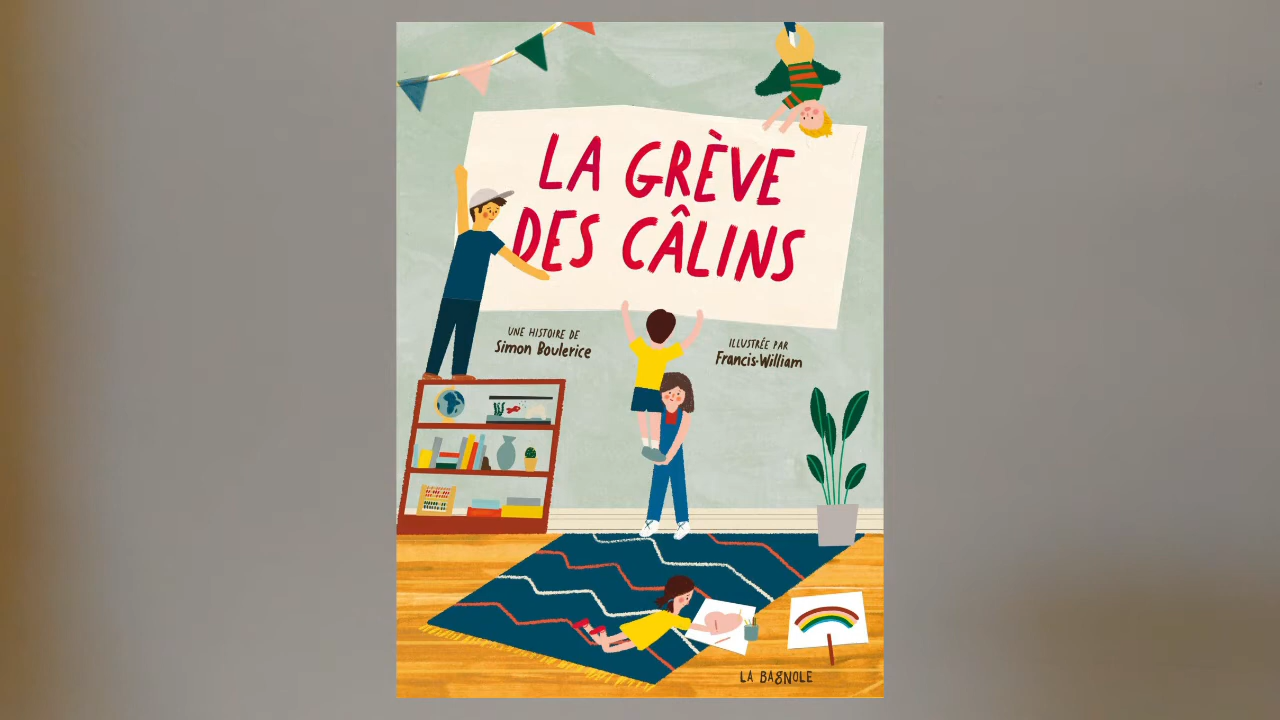 LA GRÈVE
DES CÂLINS
UNE HISTOIRE DE
Simon Boulerice
ILLUSTRÉE PAR
Francis-William
LA BAGNOLE